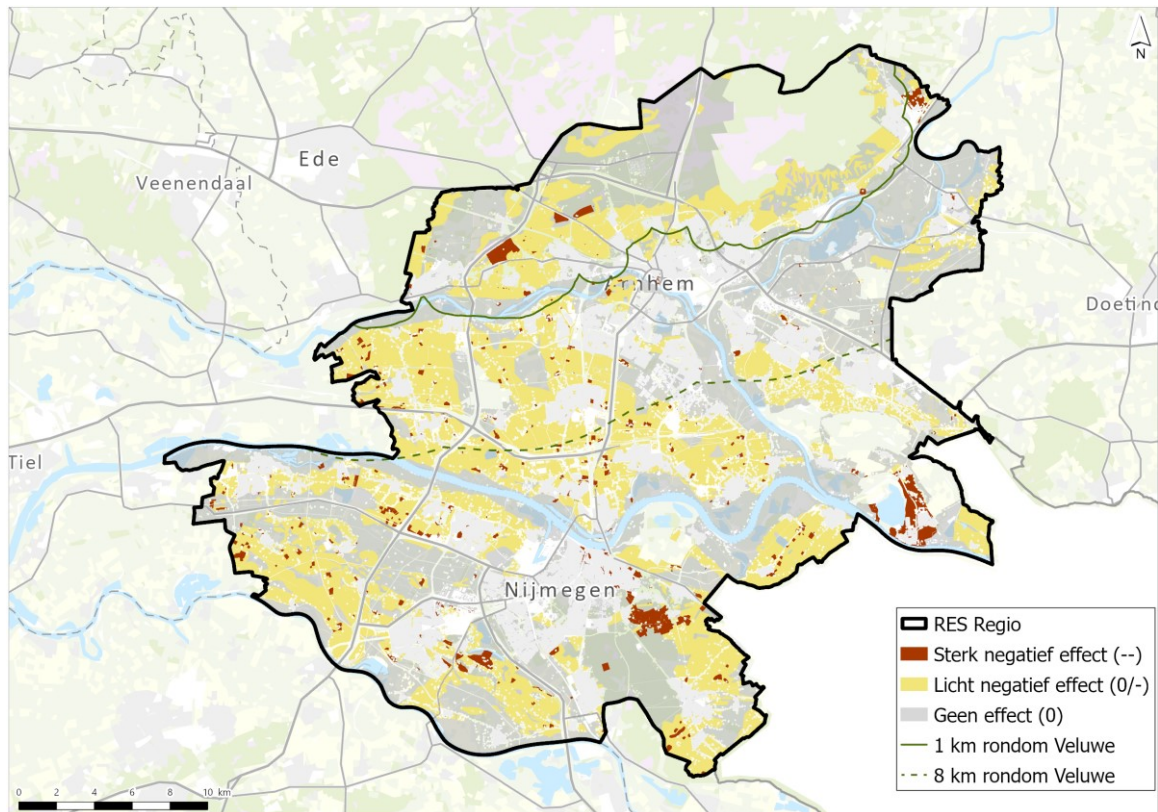 N
Ede
Veenendaal
Arnhem
Doetinc
Tiel
Nijmegen
RES Regio
Sterk negatief effect (--)
Licht negatief effect (0/-)
Geen effect (0)
1 km rondom Veluwe
8 km rondom Veluwe
0 2 4 6 8 10 km